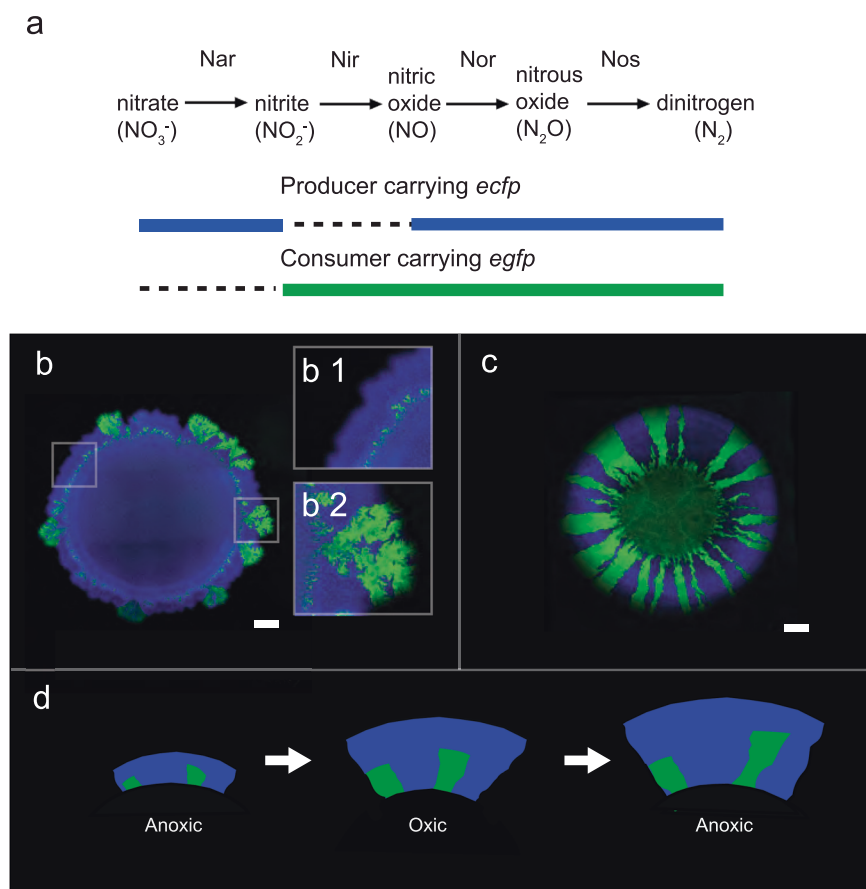 a
Nar Nir Nor Nos
nitrate (NO₃⁻) nitrite (NO₂⁻) nitric oxide (NO) nitrous oxide (N₂O) dinitrogen (N₂)
Producer carrying ecfp
Consumer carrying egfp
b
b 1
b 2
c
d
Anoxic Oxic Anoxic